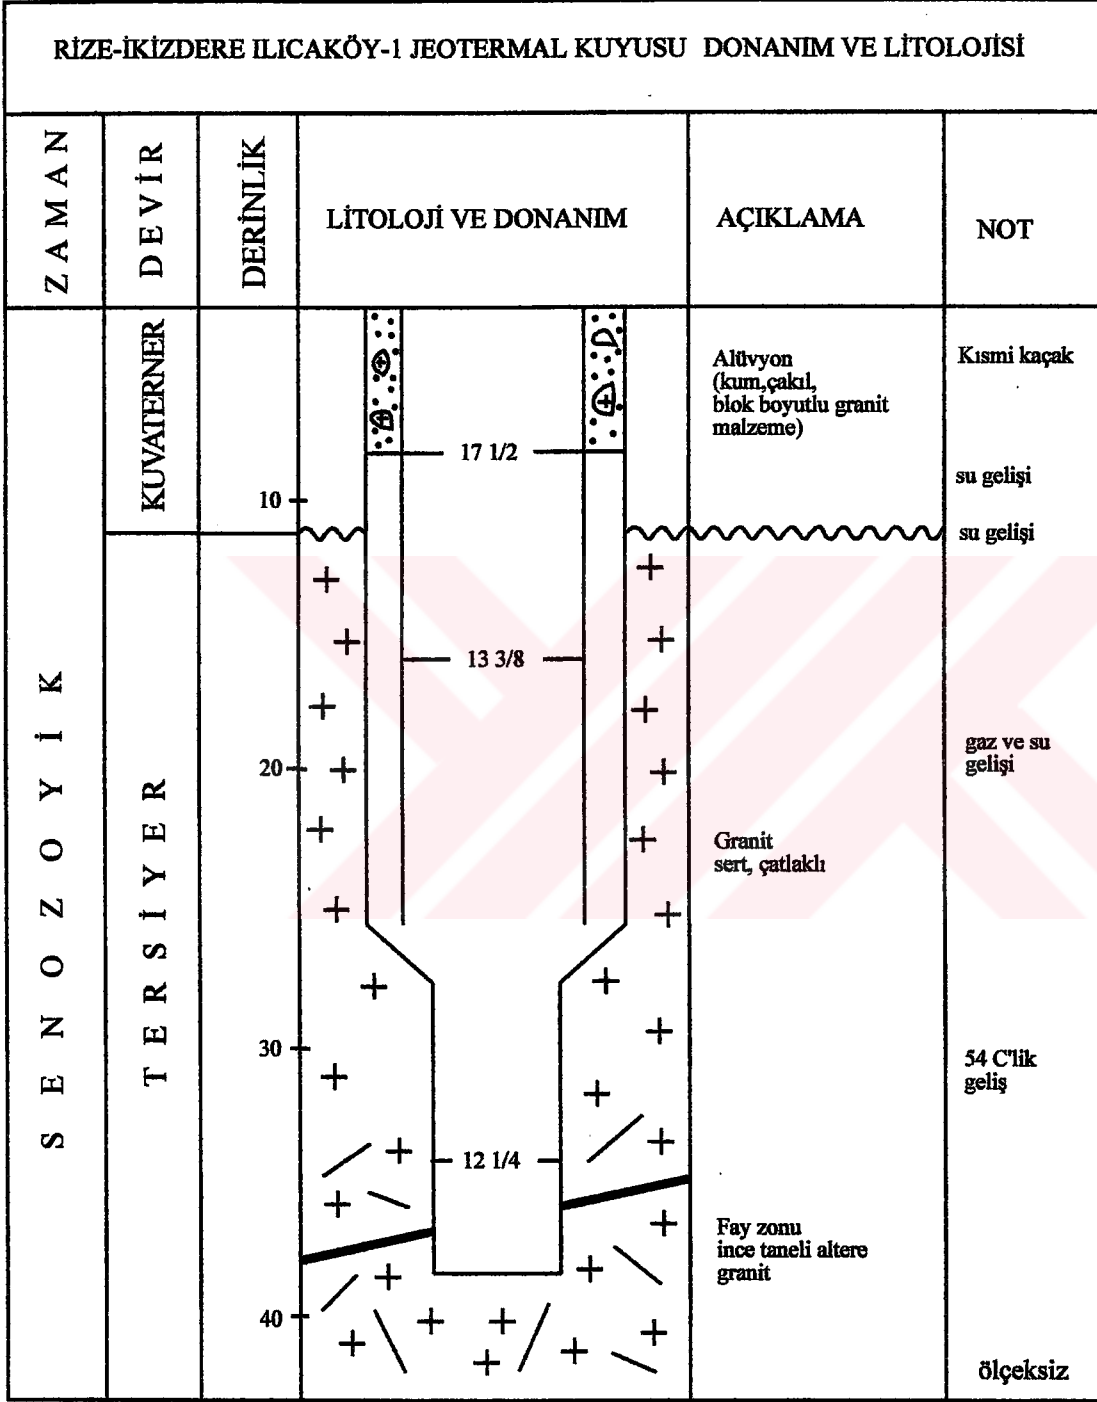 RİZE-İKİZDERE ILICAKÖY-1 JEOTERMAL KUYUSU DONANIM VE LİTOLOJİSİ
ZAMAN
DEVİR
DERİNLİK
LİTOLOJİ VE DONANIM
AÇIKLAMA
NOT
SENOZOYİK
KUVATERNER
TERSİYER
10
20
30
40
17 1/2
13 3/8
12 1/4
Alüvyon
(kum,çakıl,
blok boyutlu granit
malzeme)
Granit
sert, çatlaklı
Fay zonu
ince taneli altere
granit
Kısmi kaçak
su gelişi
su gelişi
gaz ve su
gelişi
54 C'lik
geliş
ölçeksiz